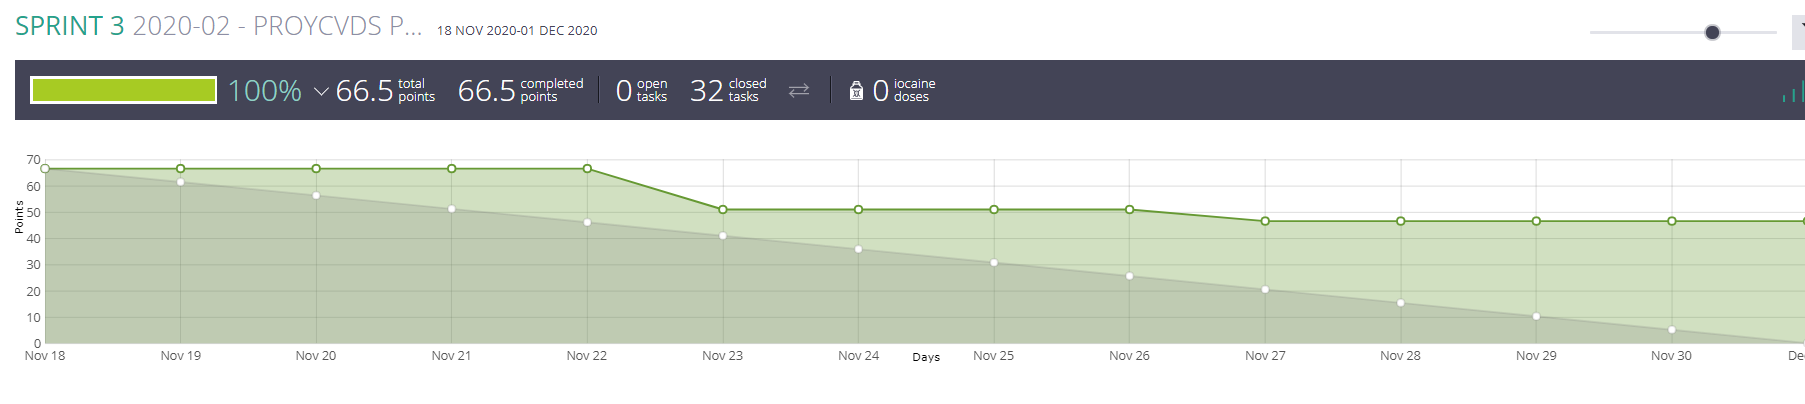 SPRINT 3 2020-02 - PROYCVDS P... 18 NOV 2020-01 DEC 2020
100% 66.5 total points 66.5 completed points 0 open tasks 32 closed tasks 0 iocaine doses
70
60
50
40
30
20
10
0
Points
Nov 18 Nov 19 Nov 20 Nov 21 Nov 22 Nov 23 Nov 24 Days Nov 25 Nov 26 Nov 27 Nov 28 Nov 29 Nov 30